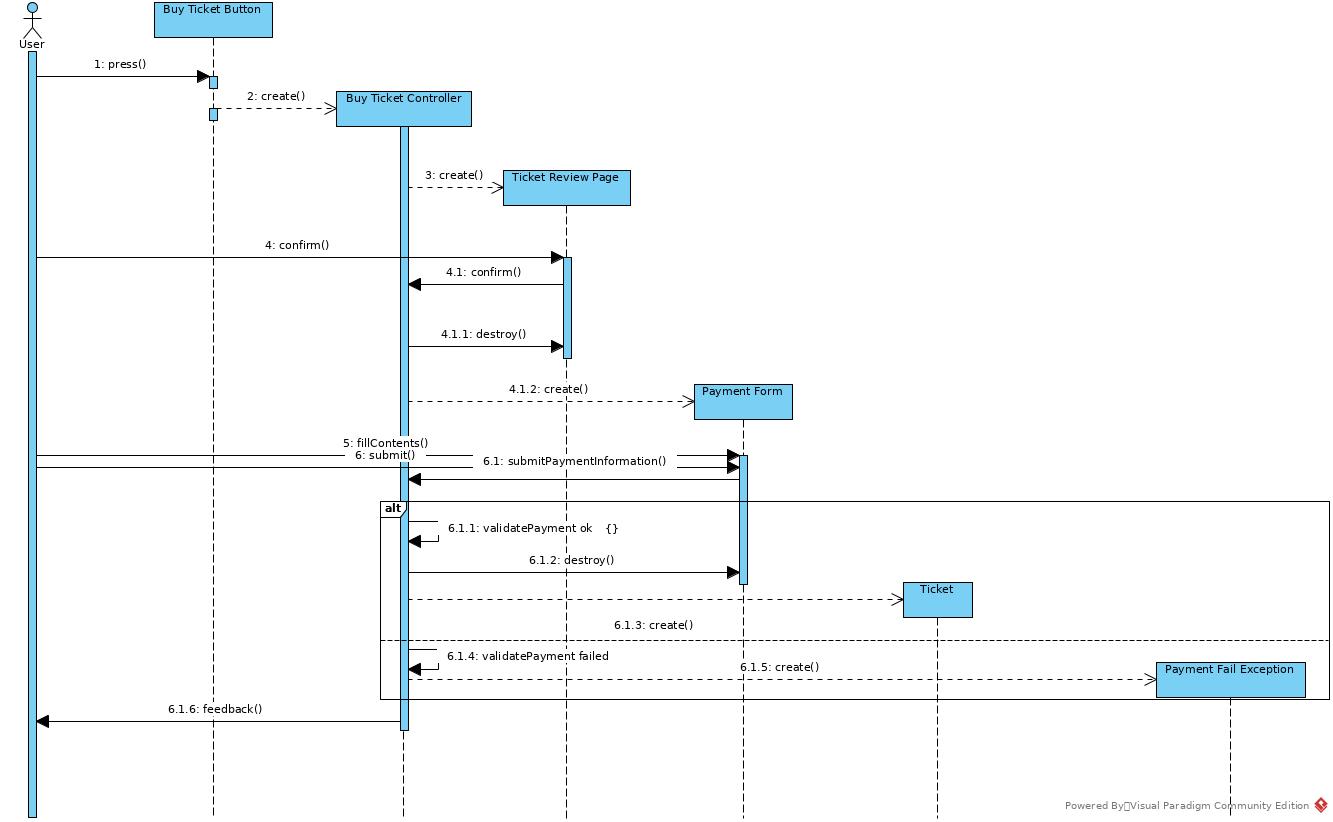 Buy Ticket Button
User
1: press()
2: create()
Buy Ticket Controller
3: create()
Ticket Review Page
4: confirm()
4.1: confirm()
4.1.1: destroy()
4.1.2: create()
Payment Form
5: fillContents()
6: submit()
6.1: submitPaymentInformation()
alt
6.1.1: validatePayment ok {}
6.1.2: destroy()
Ticket
6.1.3: create()
6.1.4: validatePayment failed
6.1.5: create()
Payment Fail Exception
6.1.6: feedback()
Powered By Visual Paradigm Community Edition